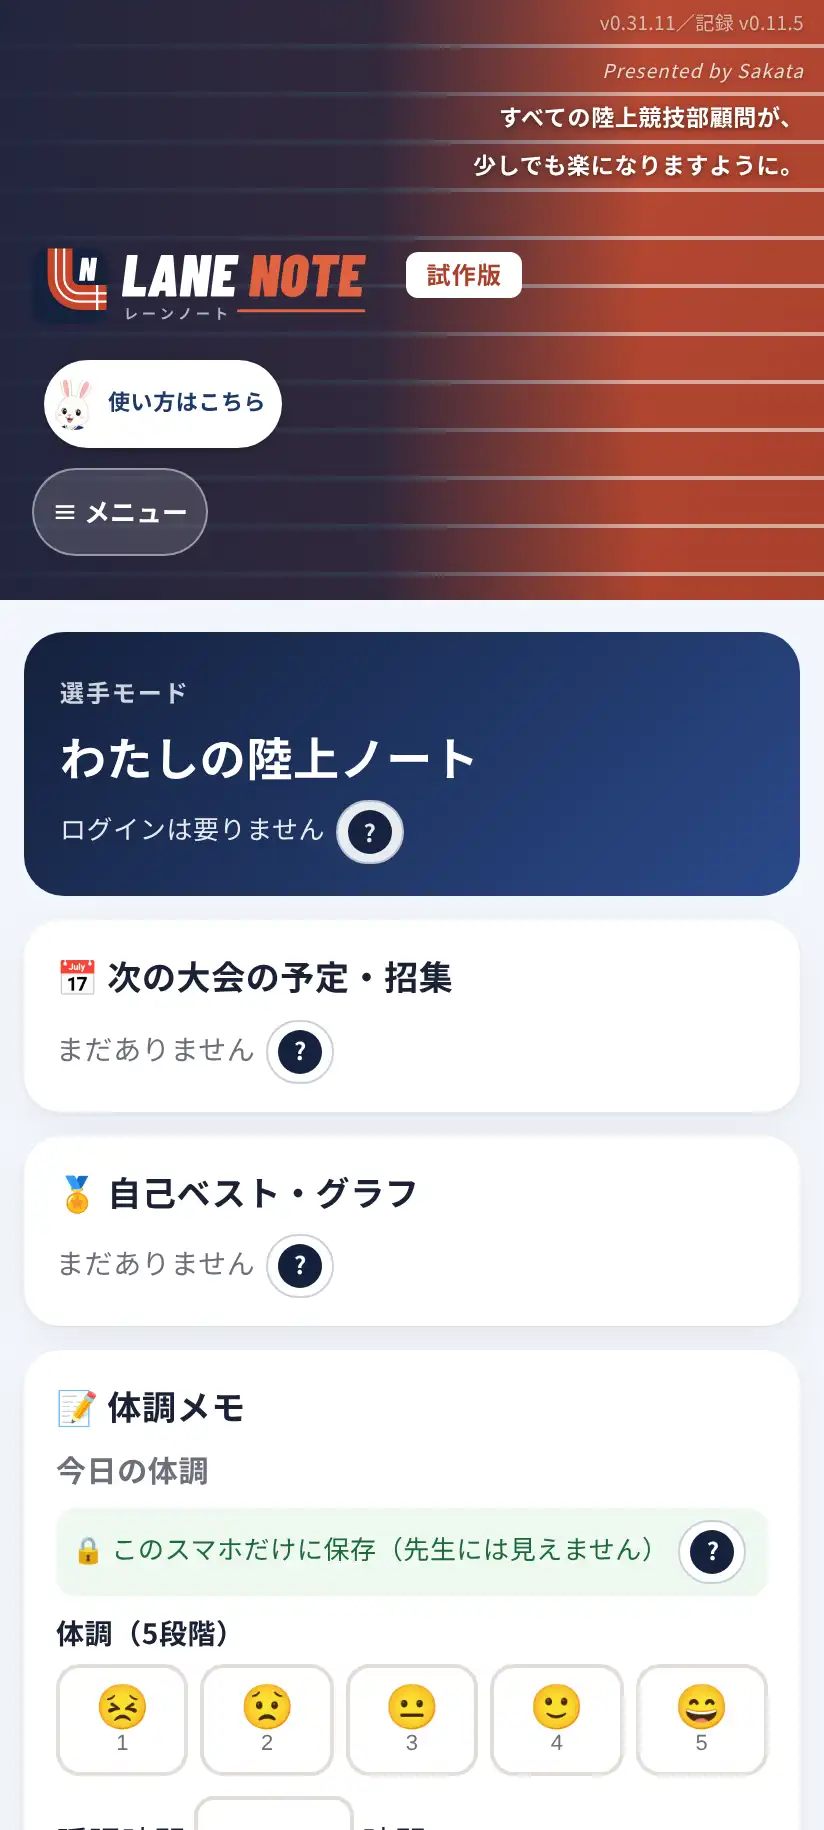 v0.31.11／記録 v0.11.5
Presented by Sakata
すべての陸上競技部顧問が、
少しでも楽になりますように。
N LANE NOTE
レーンノート
試作版
使い方はこちら
≡ メニュー
選手モード
わたしの陸上ノート
ログインは要りません ?
July 17 次の大会の予定・招集
まだありません ?
自己ベスト・グラフ
まだありません ?
体調メモ
今日の体調
このスマホだけに保存（先生には見えません） ?
体調（5段階）
1 2 3 4 5